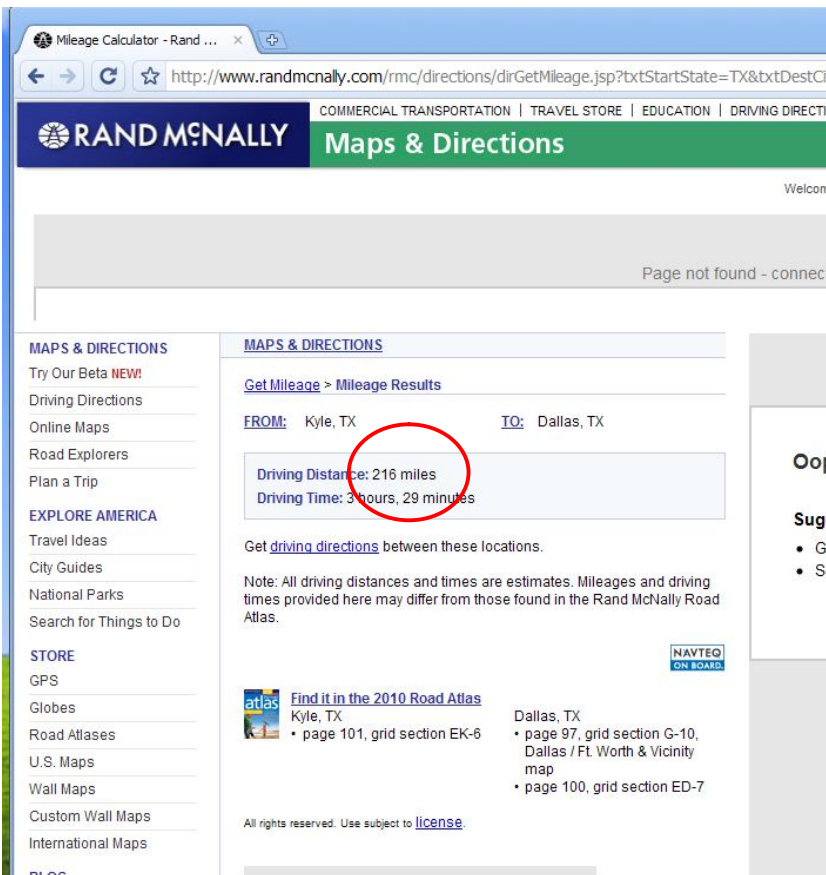 Mileage Calculator - Rand ...
http://www.randmcnally.com/rmc/directions/dirGetMileage.jsp?txtStartState=TX&txtDestCi
COMMERCIAL TRANSPORTATION | TRAVEL STORE | EDUCATION | DRIVING DIRECTI
RAND MCNALLY
Maps & Directions
Welcom
Page not found - connec
MAPS & DIRECTIONS
Try Our Beta NEW!
Driving Directions
Online Maps
Road Explorers
Plan a Trip
EXPLORE AMERICA
Travel Ideas
City Guides
National Parks
Search for Things to Do
STORE
GPS
Globes
Road Atlases
U.S. Maps
Wall Maps
Custom Wall Maps
International Maps
BLOG
MAPS & DIRECTIONS
Get Mileage > Mileage Results
FROM: Kyle, TX TO: Dallas, TX
Driving Distance: 216 miles
Driving Time: 3 hours, 29 minutes
Get driving directions between these locations.
Note: All driving distances and times are estimates. Mileages and driving
times provided here may differ from those found in the Rand McNally Road
Atlas.
NAVTEQ
ON BOARD.
atlas
Find it in the 2010 Road Atlas
Kyle, TX
• page 101, grid section EK-6
Dallas, TX
• page 97, grid section G-10,
Dallas / Ft. Worth & Vicinity
map
• page 100, grid section ED-7
All rights reserved. Use subject to license.
Oop
Sug
• G
• S